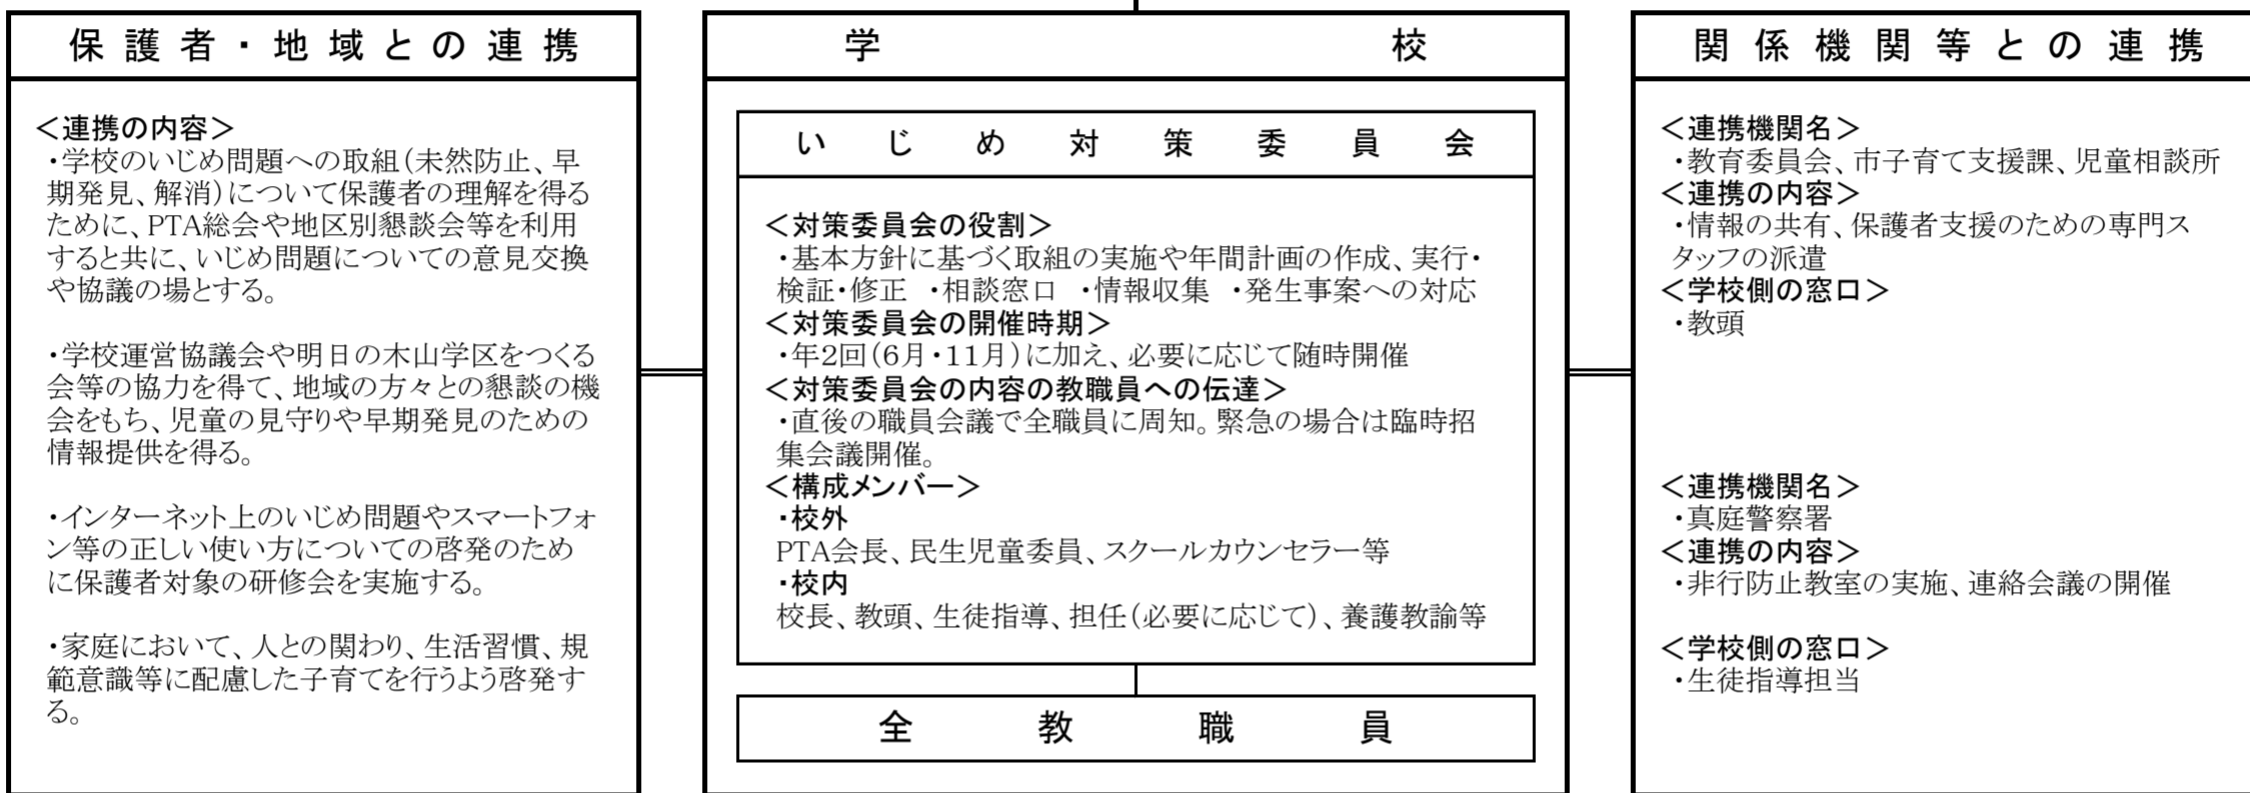 保護者・地域との連携
<連携の内容>
・学校のいじめ問題への取組(未然防止、早
期発見、解消)について保護者の理解を得る
ために、PTA総会や地区別懇談会等を利用
すると共に、いじめ問題についての意見交換
や協議の場とする。
・学校運営協議会や明日の木山学区をつくる
会等の協力を得て、地域の方々との懇談の機
会をもち、児童の見守りや早期発見のための
情報提供を得る。
・インターネット上のいじめ問題やスマートフォ
ン等の正しい使い方についての啓発のため
に保護者対象の研修会を実施する。
・家庭において、人との関わり、生活習慣、規
範意識等に配慮した子育てを行うよう啓発す
る。
学校
いじめ対策委員会
<対策委員会の役割>
・基本方針に基づく取組の実施や年間計画の作成、実行・
検証・修正 ・相談窓口 ・情報収集 ・発生事案への対応
<対策委員会の開催時期>
・年2回(6月・11月)に加え、必要に応じて随時開催
<対策委員会の内容の教職員への伝達>
・直後の職員会議で全職員に周知。緊急の場合は臨時招
集会議開催。
<構成メンバー>
・校外
PTA会長、民生児童委員、スクールカウンセラー等
・校内
校長、教頭、生徒指導、担任(必要に応じて)、養護教諭等
全教職員
関係機関等との連携
<連携機関名>
・教育委員会、市子育て支援課、児童相談所
<連携の内容>
・情報の共有、保護者支援のための専門ス
タッフの派遣
<学校側の窓口>
・教頭
<連携機関名>
・真庭警察署
<連携の内容>
・非行防止教室の実施、連絡会議の開催
<学校側の窓口>
・生徒指導担当